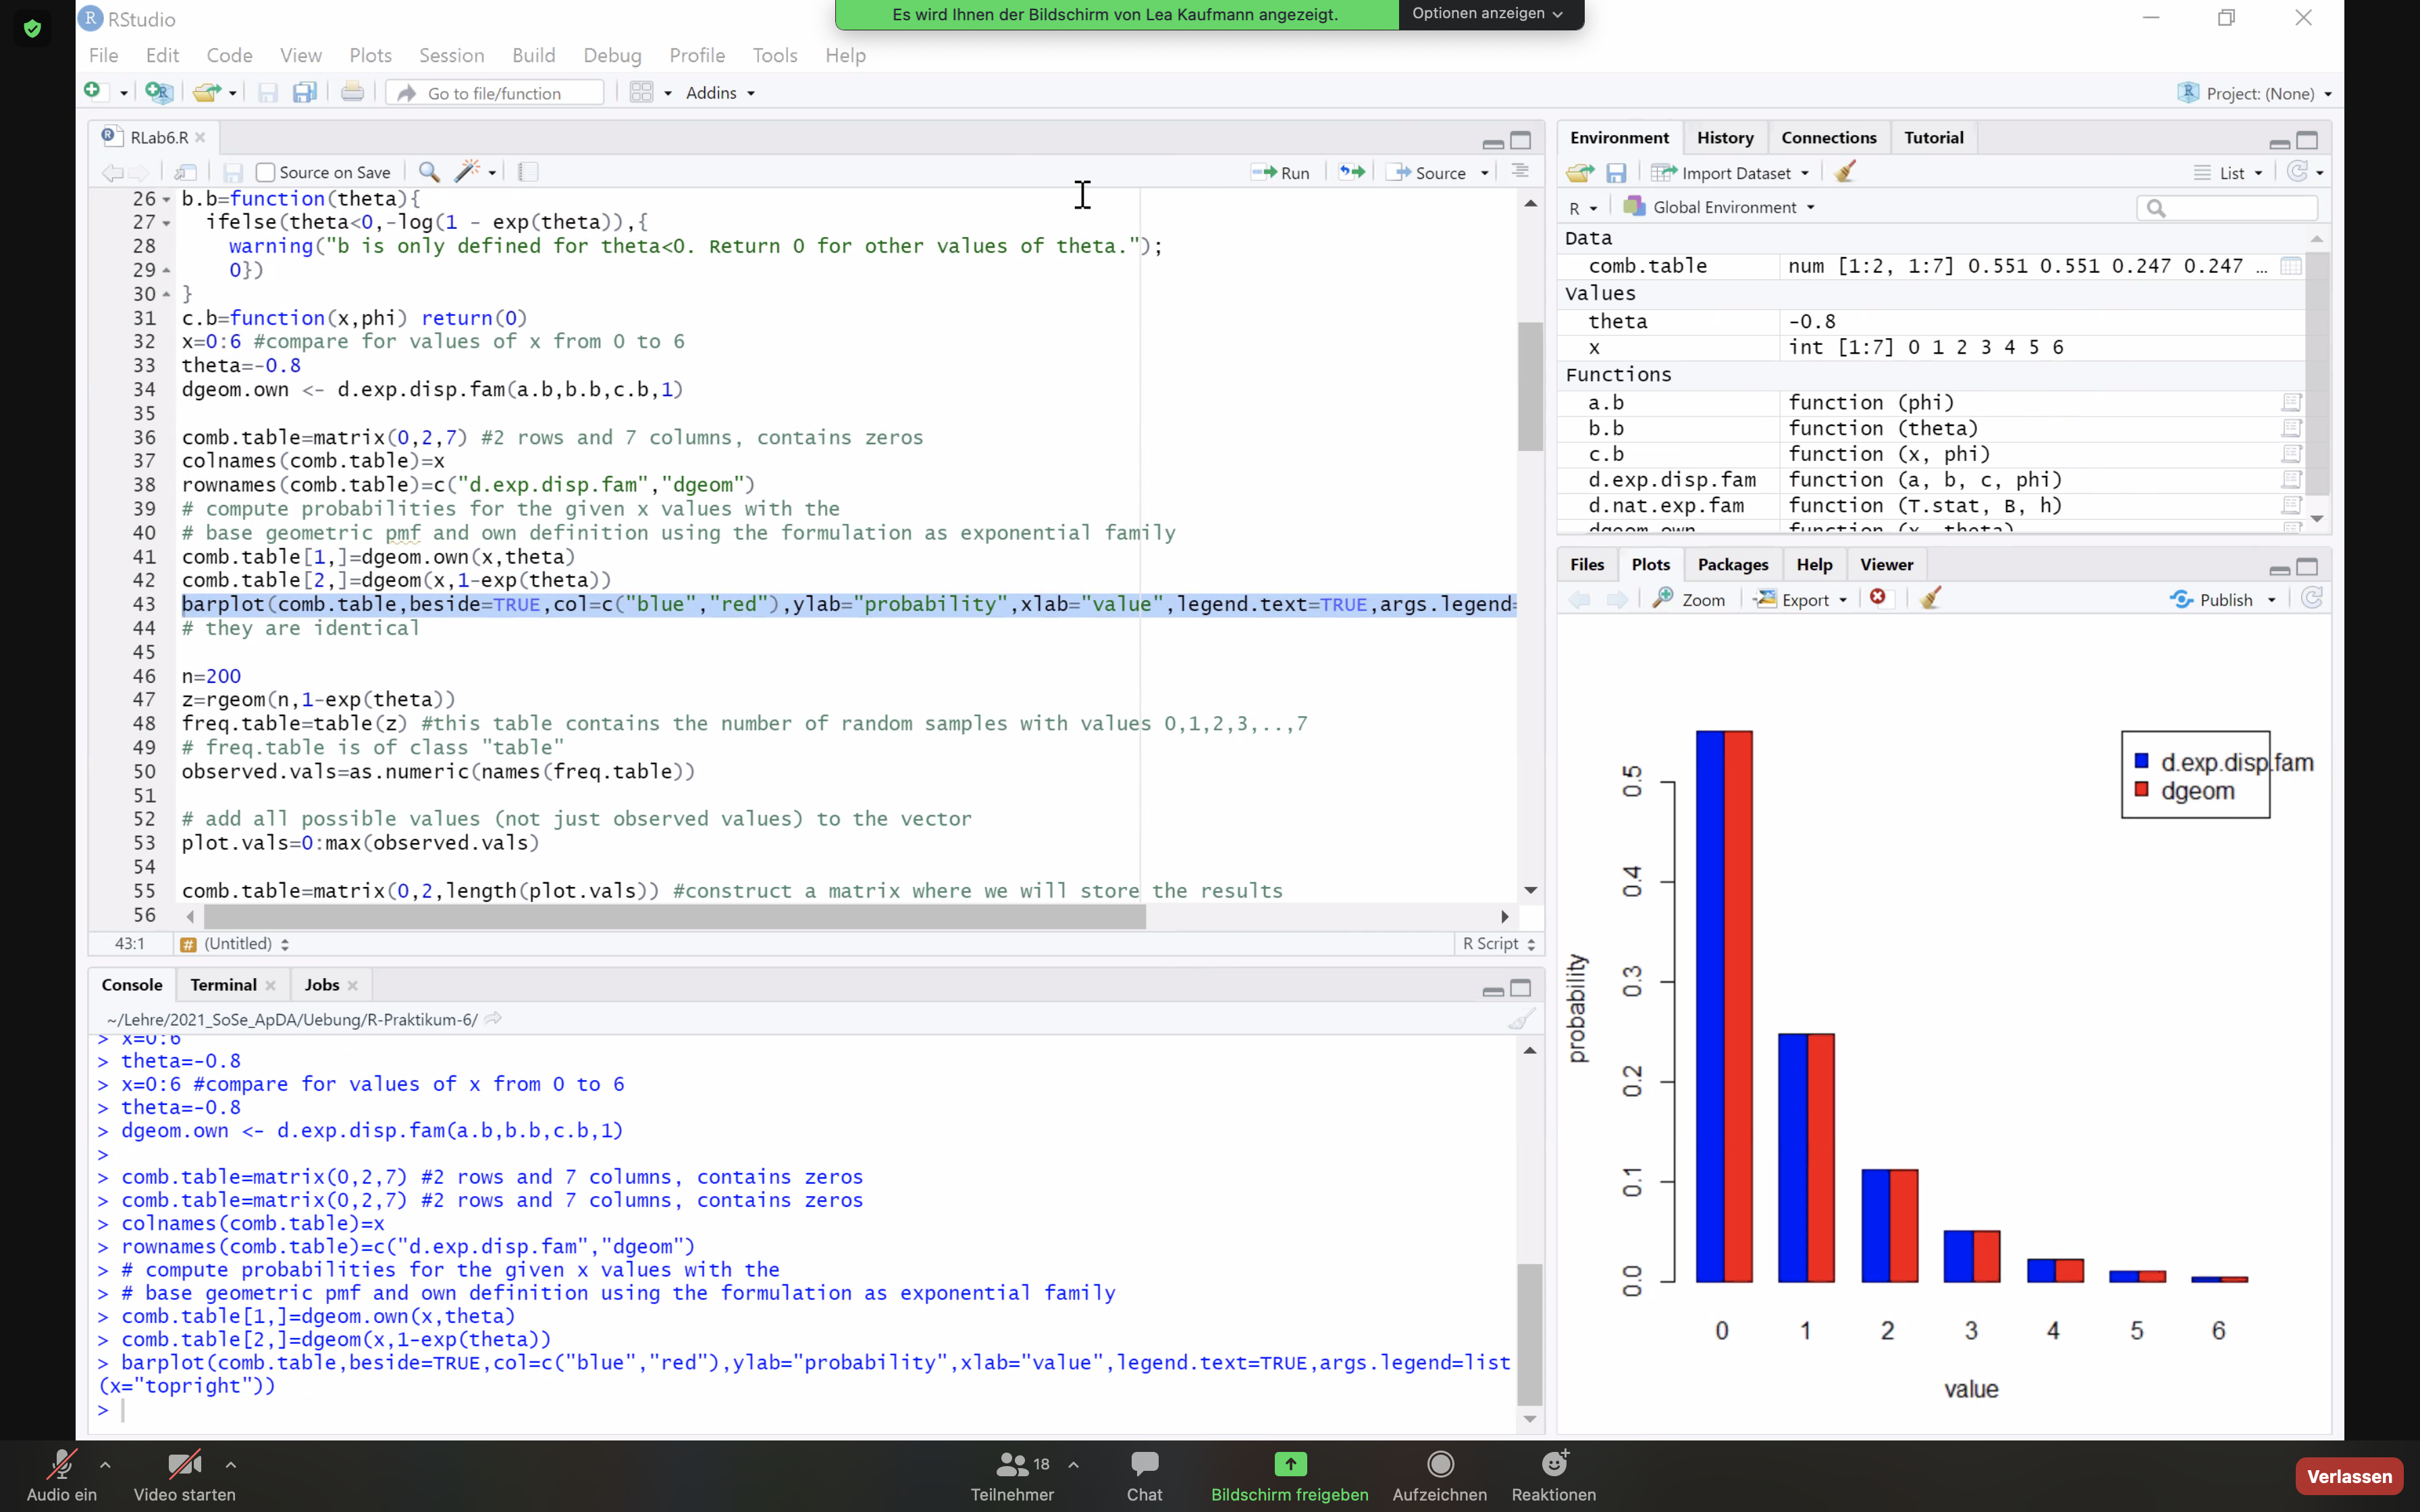 RStudio
Es wird Ihnen der Bildschirm von Lea Kaufmann angezeigt.
Optionen anzeigen
File Edit Code View Plots Session Build Debug Profile Tools Help
Go to file/function
Addins
Project: (None)
RLab6.R
Source on Save
Run
Source
26 b.b=function(theta){
27 ifelse(theta<0,-log(1 - exp(theta)),{
28 warning("b is only defined for theta<0. Return 0 for other values of theta.");
29 0})
30 }
31 c.b=function(x,phi) return(0)
32 x=0:6 #compare for values of x from 0 to 6
33 theta=-0.8
34 dgeom.own <- d.exp.disp.fam(a.b,b.b,c.b,1)
35
36 comb.table=matrix(0,2,7) #2 rows and 7 columns, contains zeros
37 colnames(comb.table)=x
38 rownames(comb.table)=c("d.exp.disp.fam","dgeom")
39 # compute probabilities for the given x values with the
40 # base geometric pmf and own definition using the formulation as exponential family
41 comb.table[1,]=dgeom.own(x,theta)
42 comb.table[2,]=dgeom(x,1-exp(theta))
43 barplot(comb.table,beside=TRUE,col=c("blue","red"),ylab="probability",xlab="value",legend.text=TRUE,args.legend=
44 # they are identical
45
46 n=200
47 z=rgeom(n,1-exp(theta))
48 freq.table=table(z) #this table contains the number of random samples with values 0,1,2,3,..,7
49 # freq.table is of class "table"
50 observed.vals=as.numeric(names(freq.table))
51
52 # add all possible values (not just observed values) to the vector
53 plot.vals=0:max(observed.vals)
54
55 comb.table=matrix(0,2,length(plot.vals)) #construct a matrix where we will store the results
56
43:1
# (Untitled)
R Script
Console
Terminal
Jobs
~/Lehre/2021_SoSe_ApDA/Uebung/R-Praktikum-6/
> x=0:6
> theta=-0.8
> x=0:6 #compare for values of x from 0 to 6
> theta=-0.8
> dgeom.own <- d.exp.disp.fam(a.b,b.b,c.b,1)
>
> comb.table=matrix(0,2,7) #2 rows and 7 columns, contains zeros
> comb.table=matrix(0,2,7) #2 rows and 7 columns, contains zeros
> colnames(comb.table)=x
> rownames(comb.table)=c("d.exp.disp.fam","dgeom")
> # compute probabilities for the given x values with the
> # base geometric pmf and own definition using the formulation as exponential family
> comb.table[1,]=dgeom.own(x,theta)
> comb.table[2,]=dgeom(x,1-exp(theta))
> barplot(comb.table,beside=TRUE,col=c("blue","red"),ylab="probability",xlab="value",legend.text=TRUE,args.legend=list
(x="topright"))
>
Environment History Connections Tutorial
Import Dataset
List
R
Global Environment
Data
comb.table num [1:2, 1:7] 0.551 0.551 0.247 0.247 …
Values
theta -0.8
x int [1:7] 0 1 2 3 4 5 6
Functions
a.b function (phi)
b.b function (theta)
c.b function (x, phi)
d.exp.disp.fam function (a, b, c, phi)
d.nat.exp.fam function (T.stat, B, h)
dgeom.own function (x, theta)
Files Plots Packages Help Viewer
Zoom
Export
Publish
d.exp.disp.fam
dgeom
probability
0.5
0.4
0.3
0.2
0.1
0.0
0 1 2 3 4 5 6
value
Audio ein
Video starten
18
Teilnehmer
Chat
Bildschirm freigeben
Aufzeichnen
Reaktionen
Verlassen